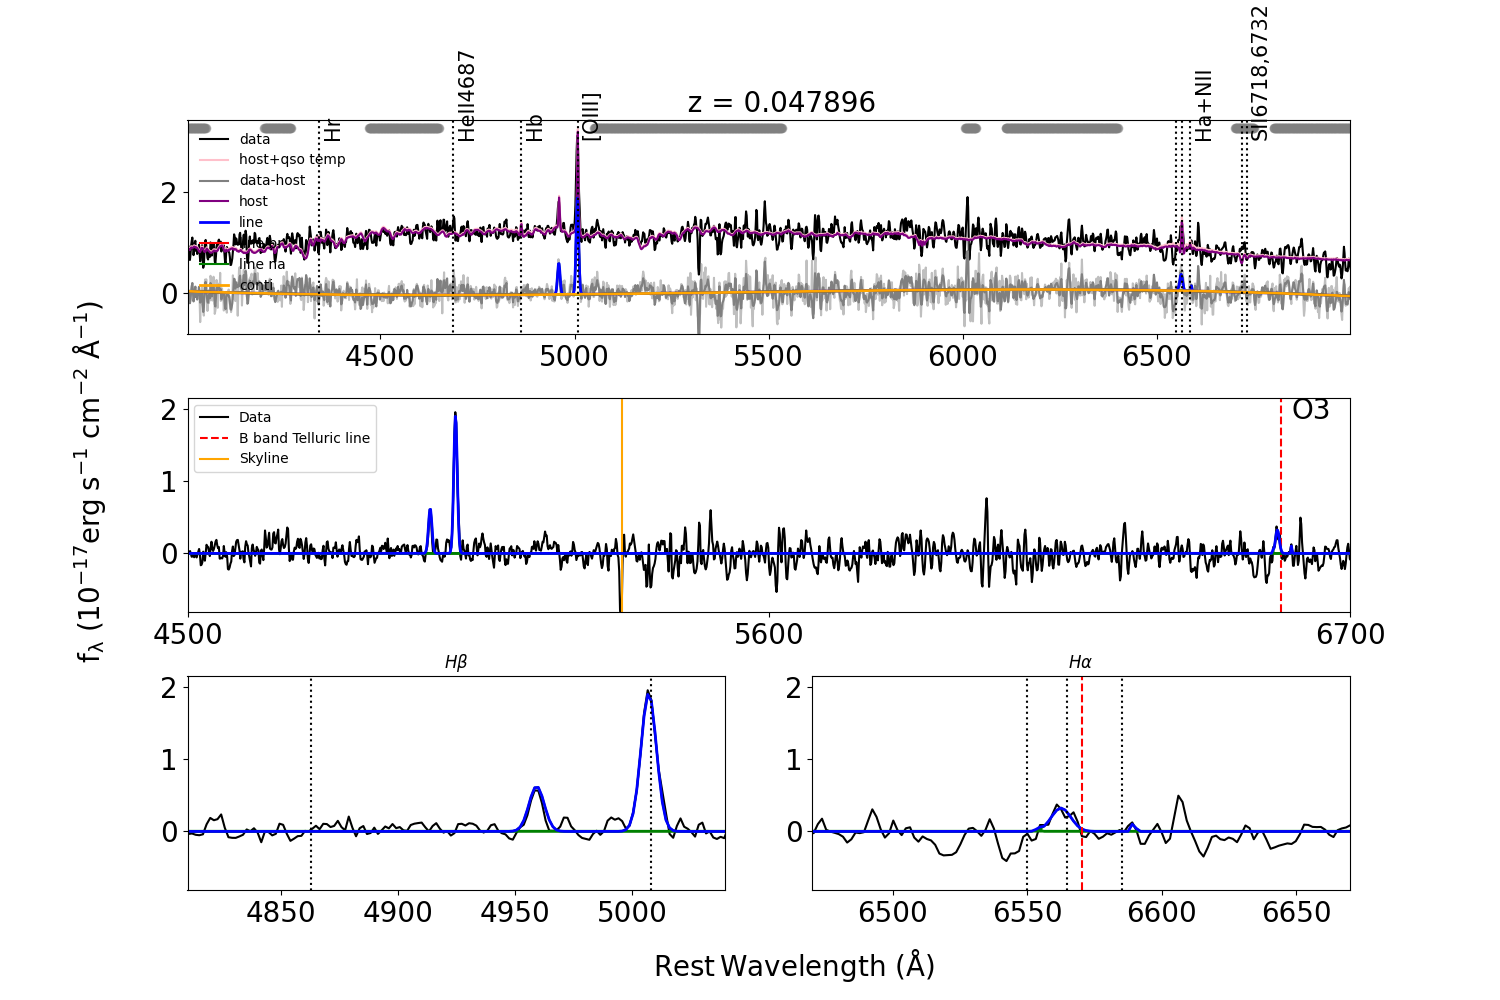 z = 0.047896
Hr
HeII4687
Hb
[OIII]
Ha+NII
SII6718,6732
data
host+qso temp
data-host
host
line
line na
conti
2
0
4500 5000 5500 6000 6500
O3
Data
B band Telluric line
Skyline
2
1
0
4500 5600 6700
fλ (10⁻¹⁷erg s⁻¹ cm⁻² Å⁻¹)
Hβ
2
1
0
4850 4900 4950 5000
Hα
2
1
0
6500 6550 6600 6650
Rest Wavelength (Å)